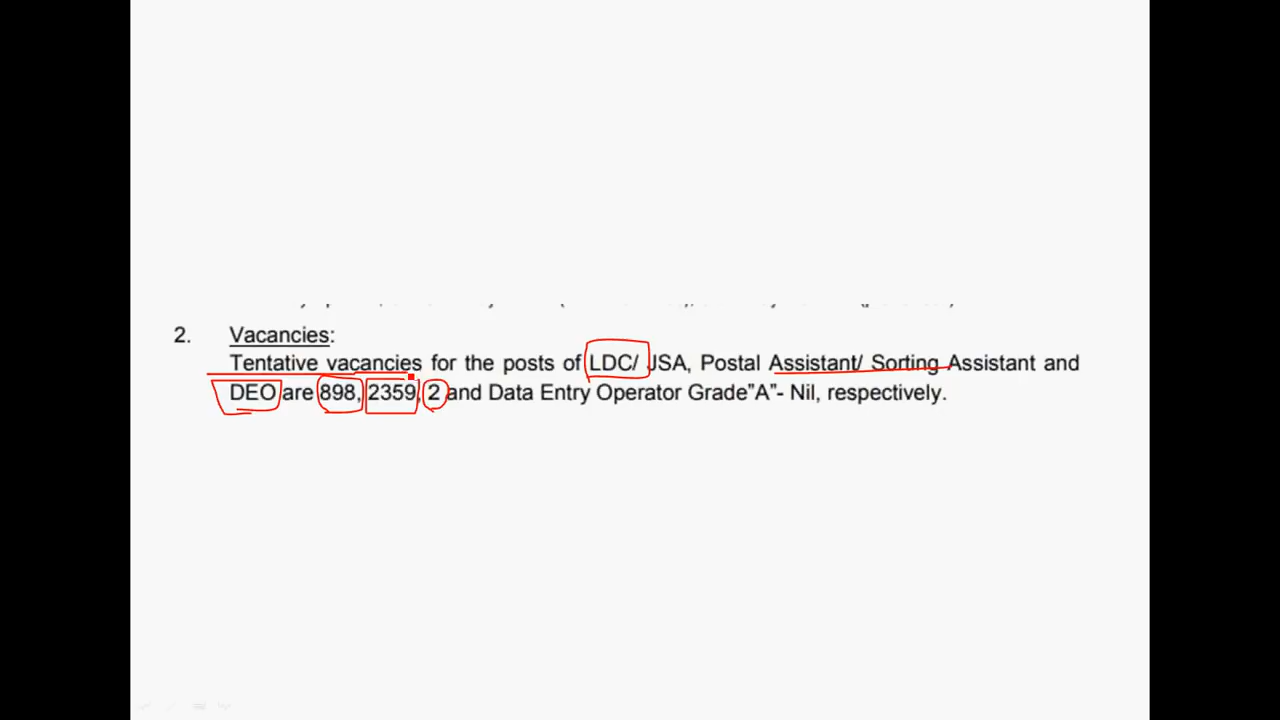 2. Vacancies:
Tentative vacancies for the posts of LDC/ JSA, Postal Assistant/ Sorting Assistant and
DEO are 898, 2359, 2 and Data Entry Operator Grade"A"- Nil, respectively.